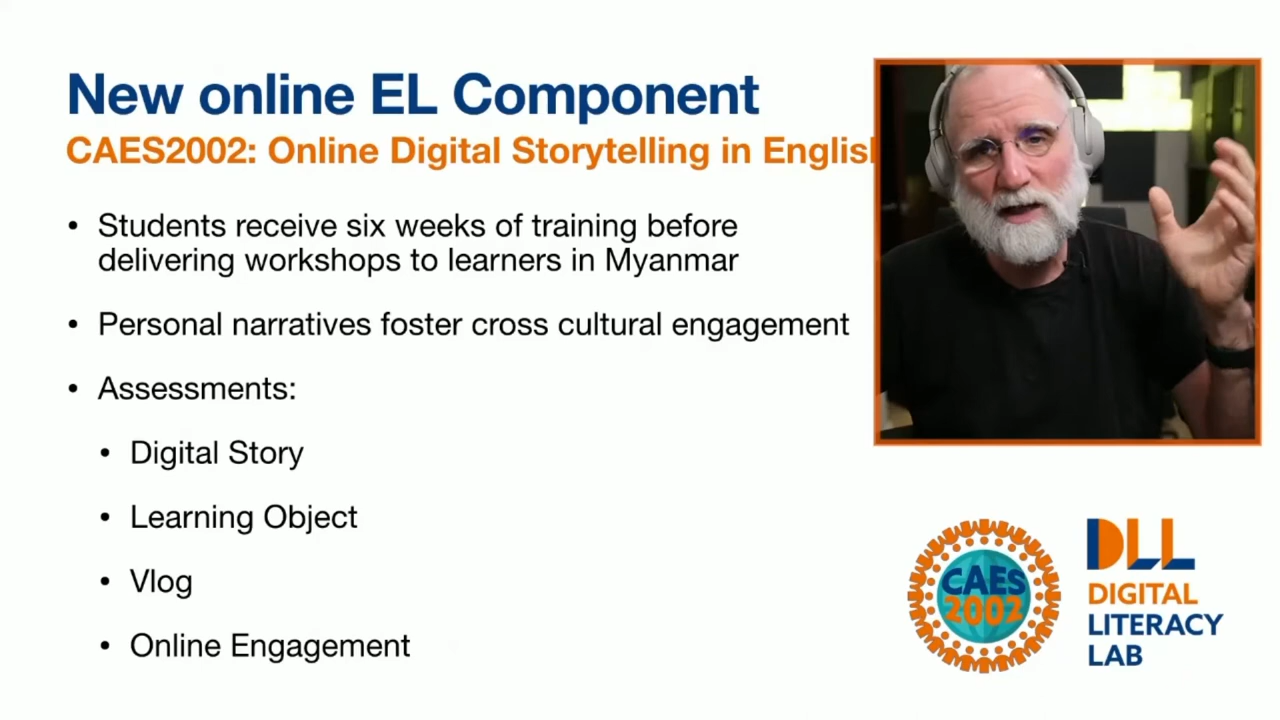 New online EL Component
CAES2002: Online Digital Storytelling in Englis
• Students receive six weeks of training before
delivering workshops to learners in Myanmar
• Personal narratives foster cross cultural engagement
• Assessments:
• Digital Story
• Learning Object
• Vlog
• Online Engagement
CAES
2002
DLL
DIGITAL
LITERACY
LAB